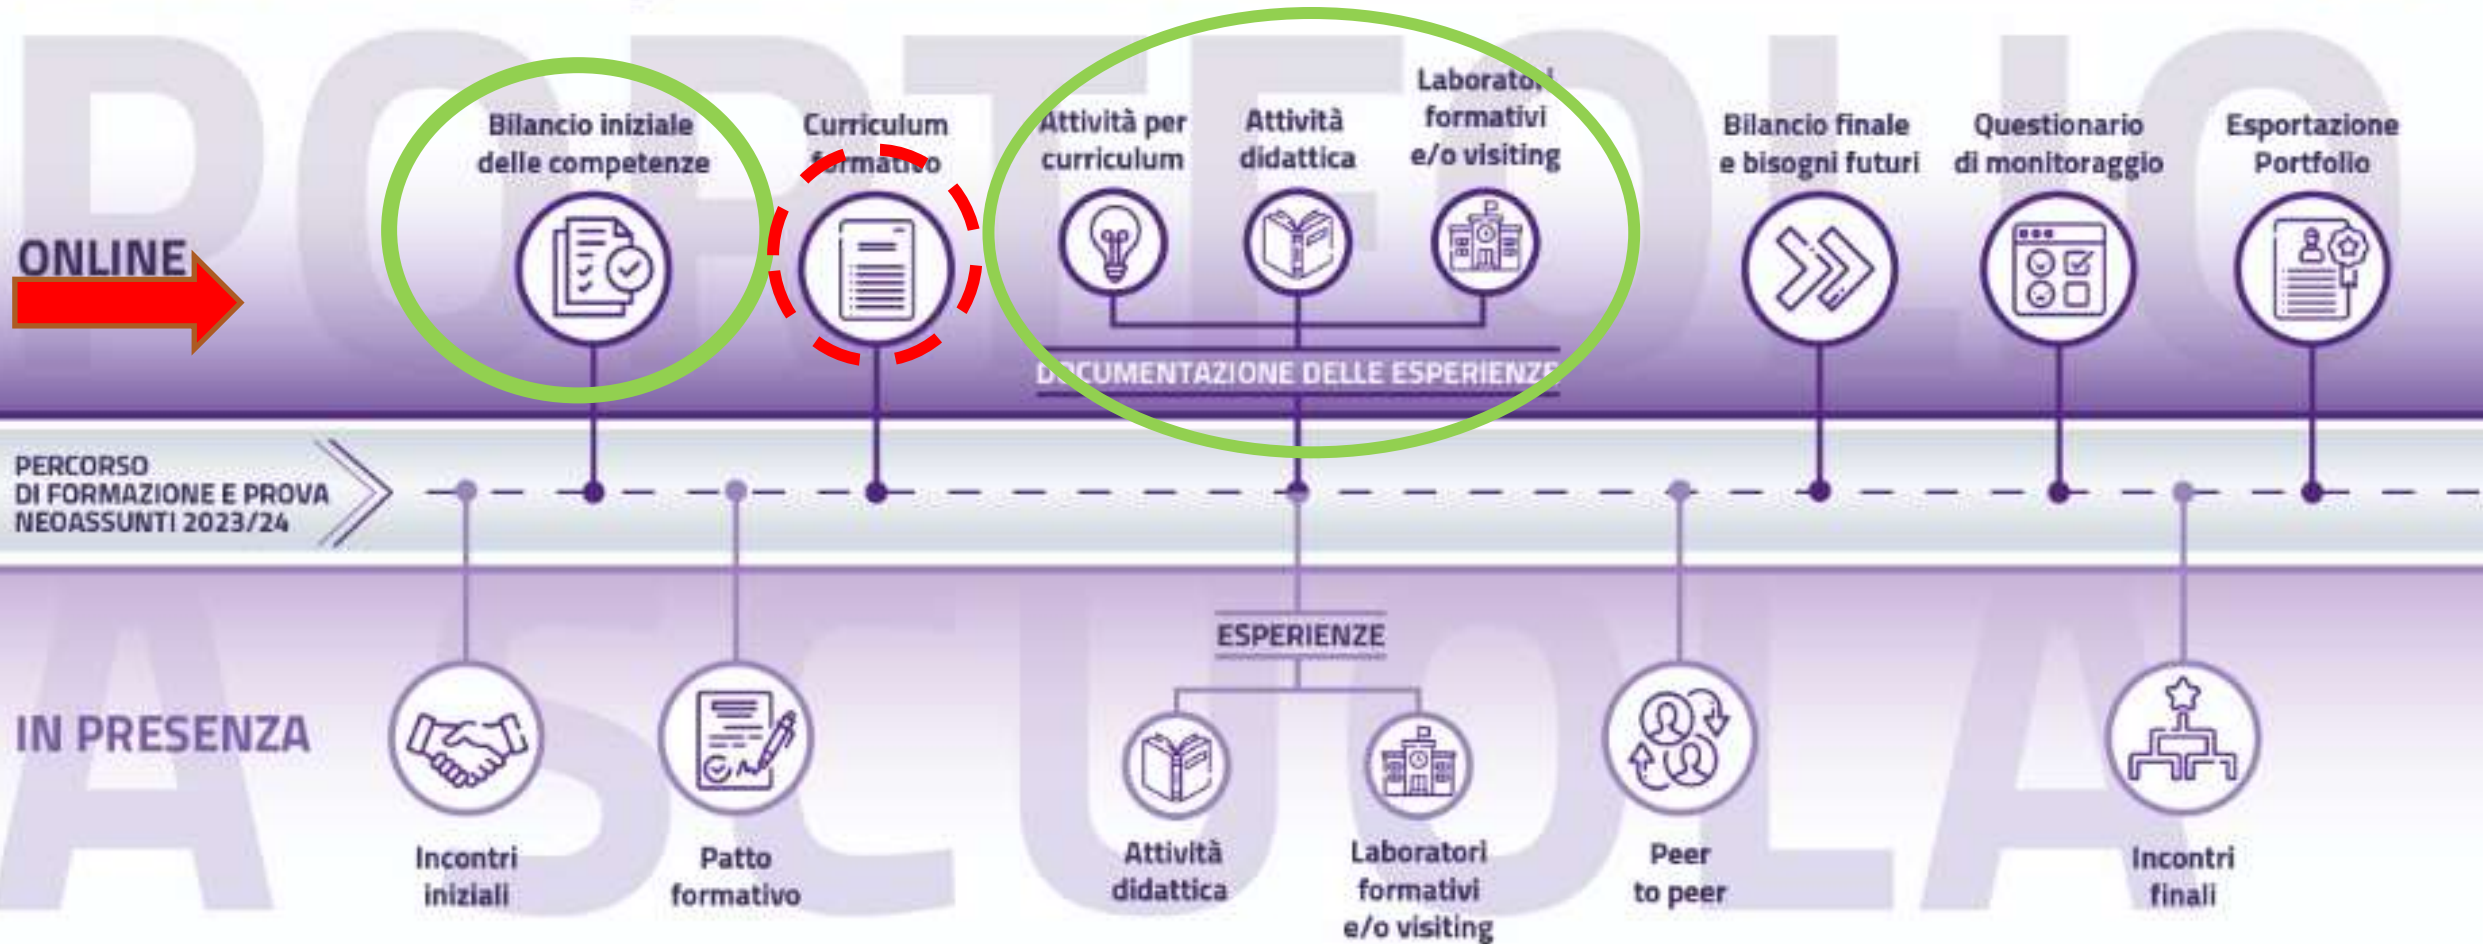 PORTFOLIO
Bilancio iniziale
delle competenze
Curriculum
formativo
Attività per
curriculum
Attività
didattica
Laboratori
formativi
e/o visiting
Bilancio finale
e bisogni futuri
Questionario
di monitoraggio
Esportazione
Portfolio
ONLINE
DOCUMENTAZIONE DELLE ESPERIENZE
PERCORSO
DI FORMAZIONE E PROVA
NEOASSUNTI 2023/24
A SCUOLA
ESPERIENZE
IN PRESENZA
Incontri
iniziali
Patto
formativo
Attività
didattica
Laboratori
formativi
e/o visiting
Peer
to peer
Incontri
finali